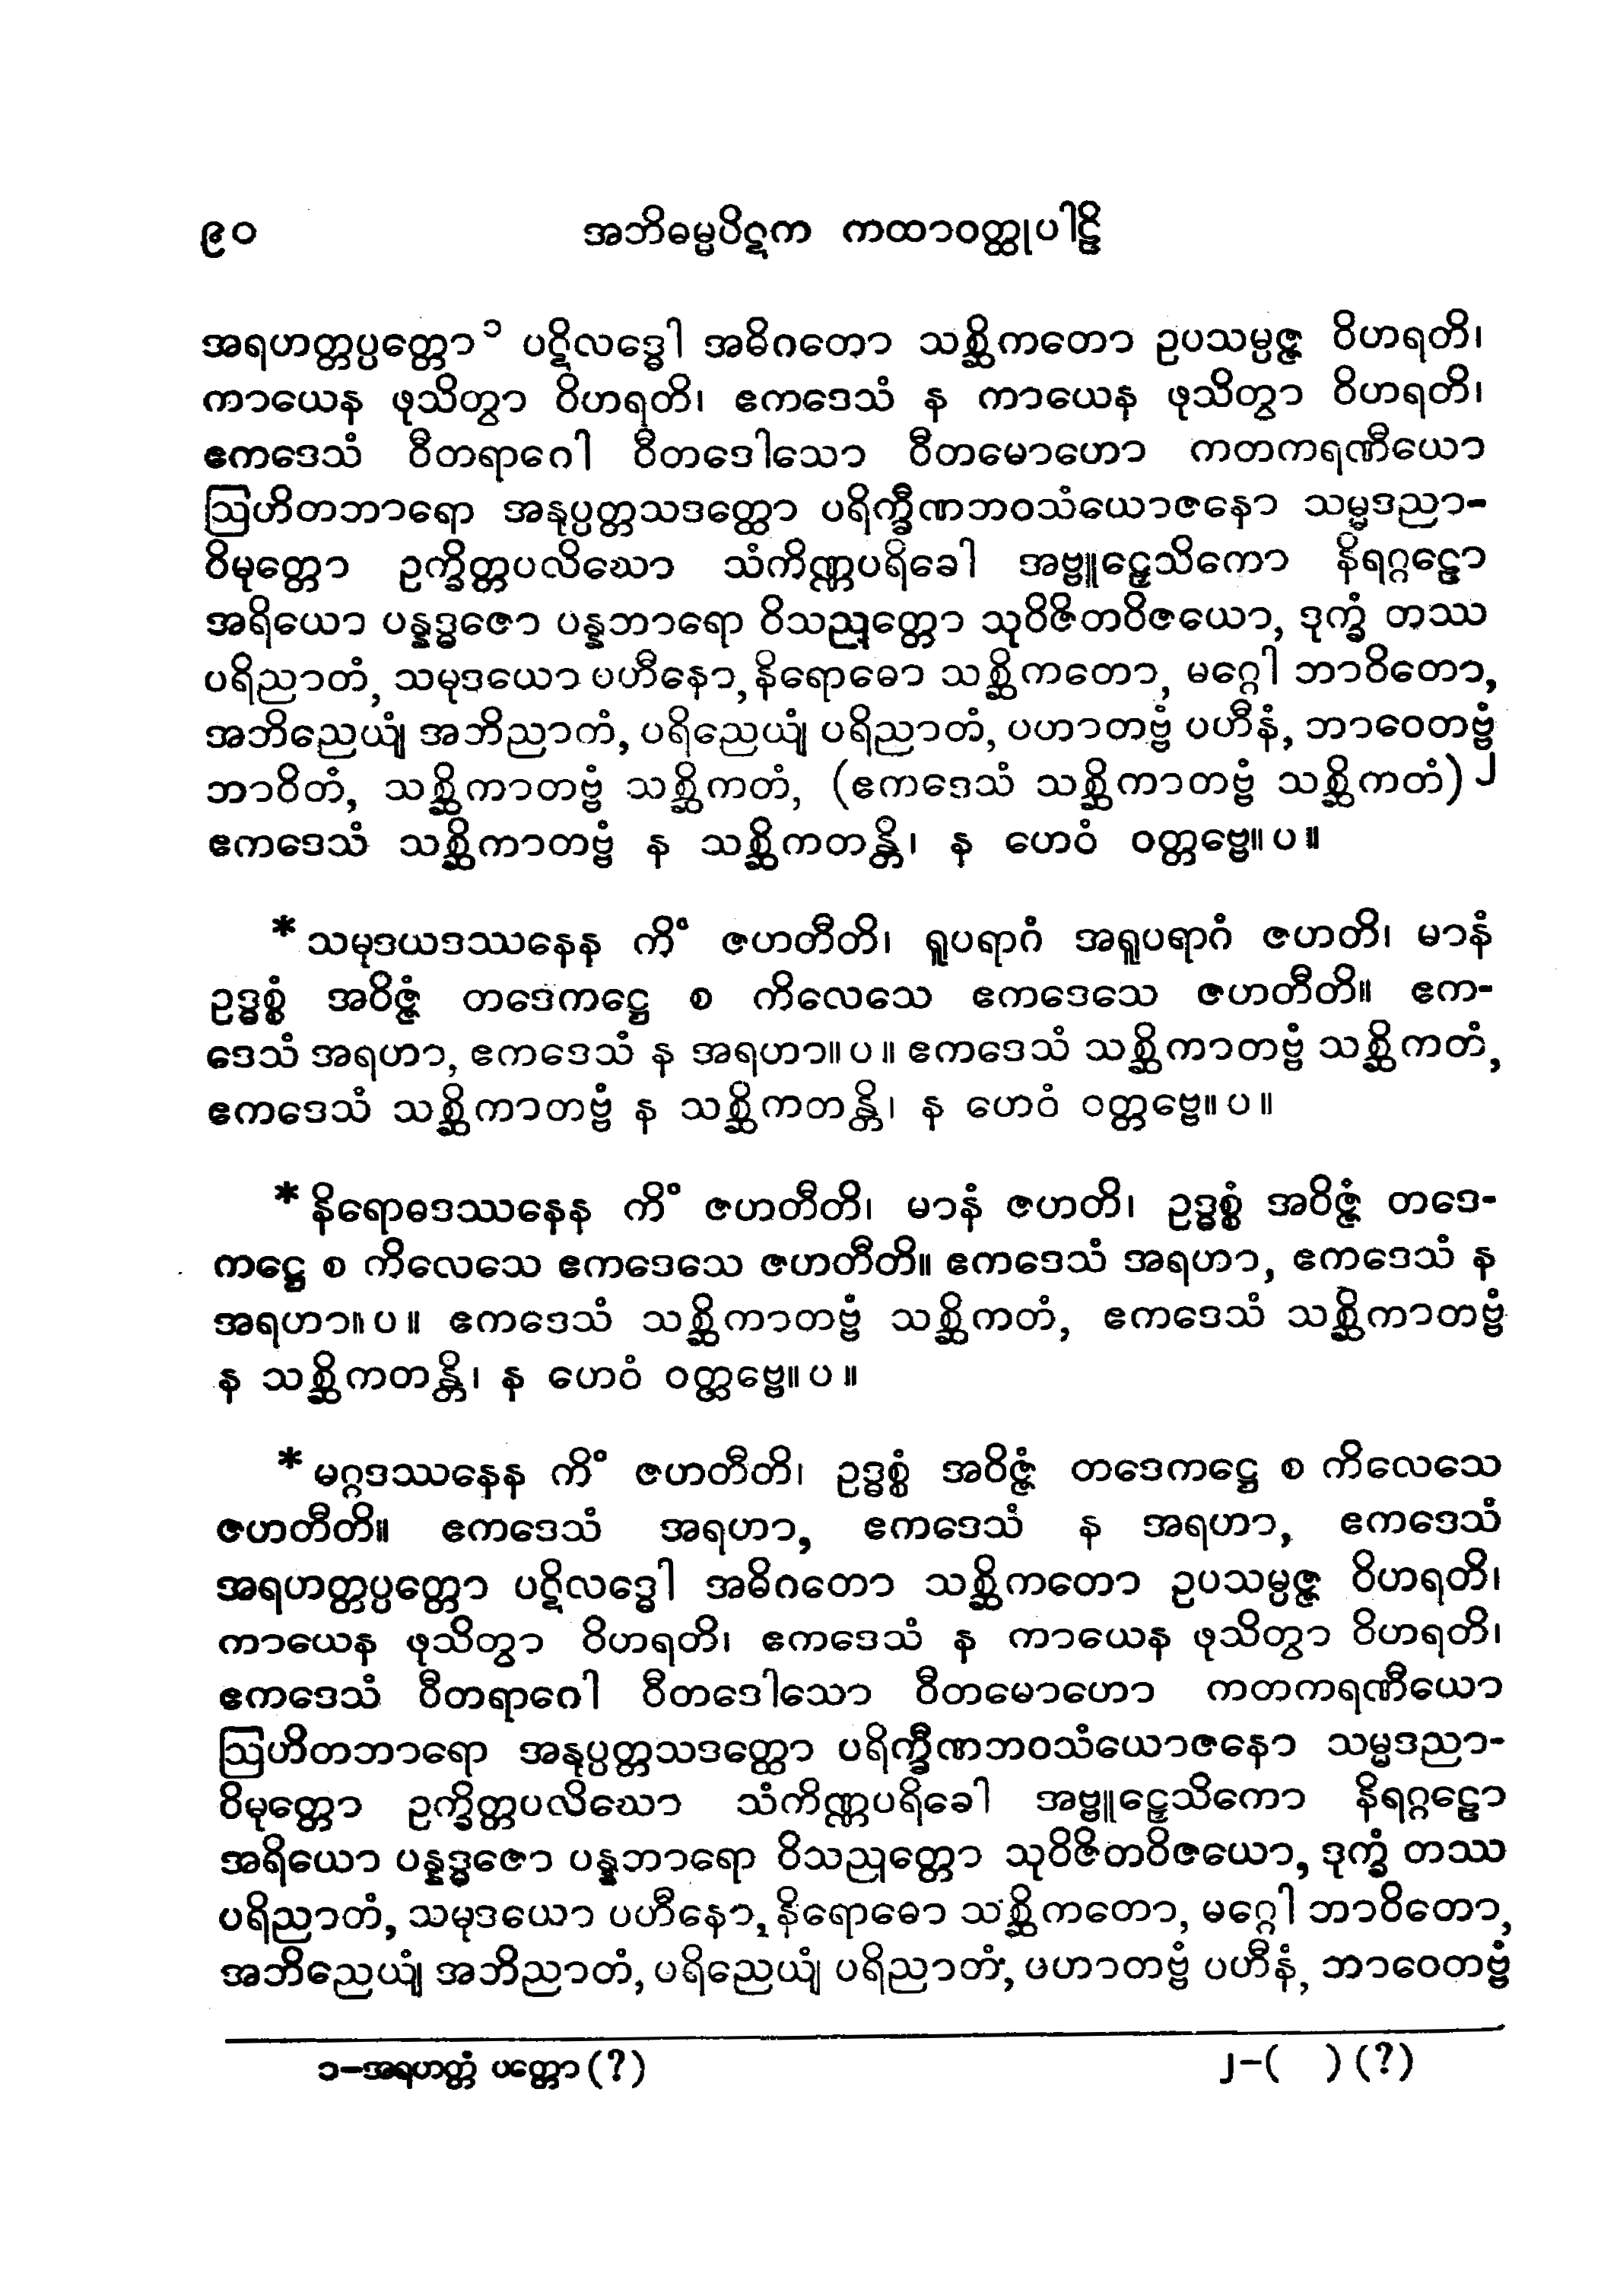 ၉၀ အဘိဓမ္မပိဋက ကထာဝတ္ထုပါဠိ
အရဟတ္တပ္ပတ္တော၁ ပဋိလဒ္ဓေါ အဓိဂတော သစ္ဆိကတော ဥပသမ္ပဇ္ဇ ဝိဟရတိ၊
ကာယေန ဖုသိတွာ ဝိဟရတိ၊ ဧကဒေသံ န ကာယေန ဖုသိတွာ ဝိဟရတိ၊
ဧကဒေသံ ဝီတရာဂေါ ဝီတဒေါသော ဝီတမောဟော ကတကရဏီယော
ဩဟိတဘာရော အနုပ္ပတ္တသဒတ္ထော ပရိက္ခီဏဘဝသံယောဇနော သမ္မဒညာ-
ဝိမုတ္တော ဥက္ခိတ္တပလိဃော သံကိဏ္ဏပရိခေါ အဗ္ဗူဠှေသိကော နိရဂ္ဂဠော
အရိယော ပန္နဒ္ဓဇော ပန္နဘာရော ဝိသညုတ္တော သုဝိဇိတဝိဇယော, ဒုက္ခံ တဿ
ပရိညာတံ, သမုဒယော ပဟီနော, နိရောဓော သစ္ဆိကတော, မဂ္ဂေါ ဘာဝိတော,
အဘိညေယျံ အဘိညာကံ, ပရိညေယျံ ပရိညာတံ, ပဟာတဗ္ဗံ ပဟီနံ, ဘာဝေတဗ္ဗံ
ဘာဝိတံ, သစ္ဆိကာတဗ္ဗံ သစ္ဆိကတံ, (ဧကဒေသံ သစ္ဆိကာတဗ္ဗံ သစ္ဆိကတံ)၂
ဧကဒေသံ သစ္ဆိကာတဗ္ဗံ န သစ္ဆိကတန္တိ၊ န ဟေဝံ ဝတ္တဗ္ဗေ။ပ။
*သမုဒယဒဿနေန ကိံ ဇဟတီတိ၊ ရူပရာဂံ အရူပရာဂံ ဇဟတိ၊ မာနံ
ဥဒ္ဓစ္စံ အဝိဇ္ဇံ တဒေကဋ္ဌေ စ ကိလေသေ ဧကဒေသေ ဇဟတီတိ။ ဧက-
ဒေသံ အရဟာ, ဧကဒေသံ န အရဟာ။ပ။ ဧကဒေသံ သစ္ဆိကာတဗ္ဗံ သစ္ဆိကတံ,
ဧကဒေသံ သစ္ဆိကာတဗ္ဗံ န သစ္ဆိကတန္တိ၊ န ဟေဝံ ဝတ္တဗ္ဗေ။ပ။
*နိရောဓဒဿနေန ကိံ ဇဟတီတိ၊ မာနံ ဇဟတိ၊ ဥဒ္ဓစ္စံ အဝိဇ္ဇံ တဒေ-
ကဋ္ဌေ စ ကိလေသေ ဧကဒေသေ ဇဟတီတိ။ ဧကဒေသံ အရဟာ, ဧကဒေသံ န
အရဟာ။ပ။ ဧကဒေသံ သစ္ဆိကာတဗ္ဗံ သစ္ဆိကတံ, ဧကဒေသံ သစ္ဆိကာတဗ္ဗံ
န သစ္ဆိကတန္တိ၊ န ဟေဝံ ဝတ္ထဗ္ဗေ။ပ။
*မဂ္ဂဒဿနေန ကိံ ဇဟတီတိ၊ ဥဒ္ဓစ္စံ အဝိဇ္ဇံ တဒေကဋ္ဌေ စ ကိလေသေ
ဇဟတီတိ။ ဧကဒေသံ အရဟာ, ဧကဒေသံ န အရဟာ, ဧကဒေသံ
အရဟတ္တပ္ပတ္တော ပဋိလဒ္ဓေါ အဓိဂတော သစ္ဆိကတော ဥပသမ္ပဇ္ဇ ဝိဟရတိ၊
ကာယေန ဖုသိတွာ ဝိဟရတိ၊ ဧကဒေသံ န ကာယေန ဖုသိတွာ ဝိဟရတိ၊
ဧကဒေသံ ဝီတရာဂေါ ဝီတဒေါသော ဝီတမောဟော ကတကရဏီယော
ဩဟိတဘာရော အနုပ္ပတ္တသဒတ္ထော ပရိက္ခီဏဘဝသံယောဇနော သမ္မဒညာ-
ဝိမုတ္တော ဥက္ခိတ္တပလိဃော သံကိဏ္ဏပရိခေါ အဗ္ဗူဠှေသိကော နိရဂ္ဂဠော
အရိယော ပန္နဒ္ဓဇော ပန္နဘာရော ဝိသညုတ္တော သုဝိဇိတဝိဇယော, ဒုက္ခံ တဿ
ပရိညာတံ, သမုဒယော ပဟီနော, နိရောဓော သစ္ဆိကတော, မဂ္ဂေါ ဘာဝိတော,
အဘိညေယျံ အဘိညာတံ, ပရိညေယျံ ပရိညာတံ, ပဟာတဗ္ဗံ ပဟီနံ, ဘာဝေတဗ္ဗံ
၁-အရဟတ္တံ ပတ္တော (?) ၂-( ) (?)